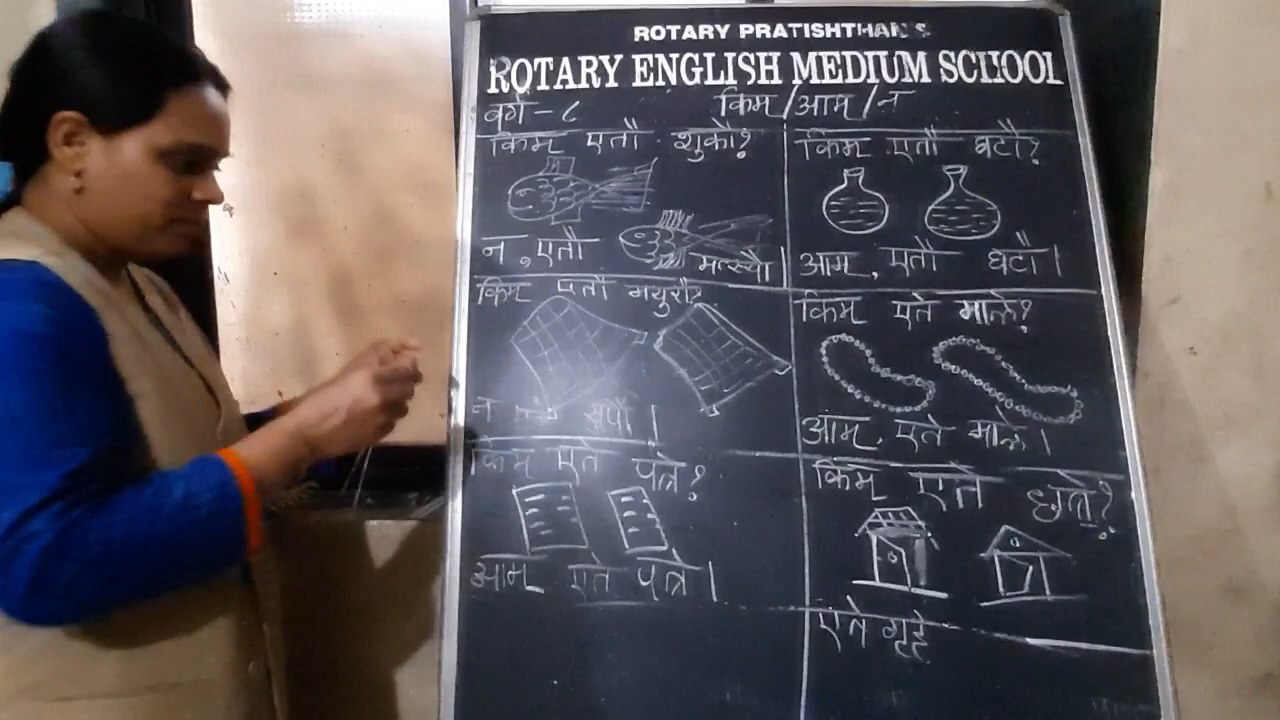 ROTARY PRATISHTHAN'S
ROTARY ENGLISH MEDIUM SCHOOL
वर्ग - ८
किम / आम / न
किम एतौ शुकौ?
न, एतौ मत्स्यौ।
किम एतौ घटौ?
आम, एतौ घटौ।
किम एतौ मयुरौ?
न सर्पौ।
किम एते माले?
आम, एते माले।
किम एते पत्रे?
आम एते पत्रे।
किम एते छत्रे?
एते गृहे